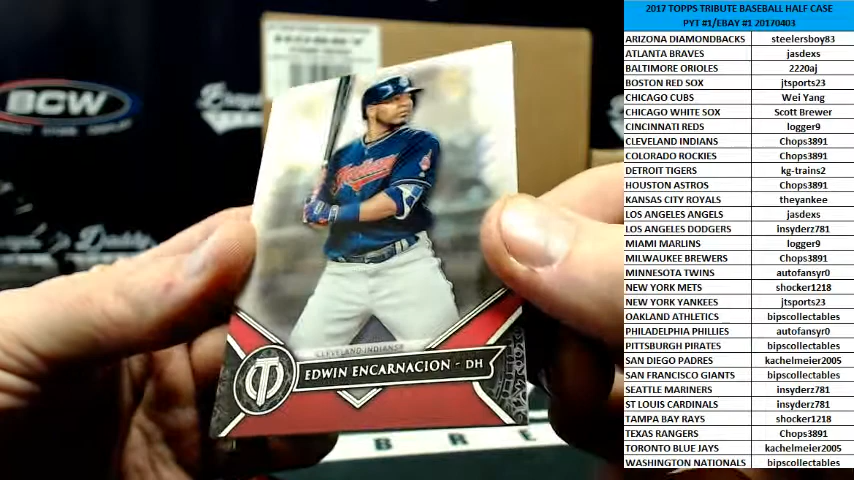 BCW
Indians
CLEVELAND INDIANS®
EDWIN ENCARNACION - DH
B R E
2017 TOPPS TRIBUTE BASEBALL HALF CASE
PYT #1/EBAY #1 20170403
ARIZONA DIAMONDBACKS steelersboy83
ATLANTA BRAVES jasdexs
BALTIMORE ORIOLES 2220aj
BOSTON RED SOX jtsports23
CHICAGO CUBS Wei Yang
CHICAGO WHITE SOX Scott Brewer
CINCINNATI REDS logger9
CLEVELAND INDIANS Chops3891
COLORADO ROCKIES Chops3891
DETROIT TIGERS kg-trains2
HOUSTON ASTROS Chops3891
KANSAS CITY ROYALS theyankee
LOS ANGELES ANGELS jasdexs
LOS ANGELES DODGERS insyderz781
MIAMI MARLINS logger9
MILWAUKEE BREWERS Chops3891
MINNESOTA TWINS autofansyr0
NEW YORK METS shocker1218
NEW YORK YANKEES jtsports23
OAKLAND ATHLETICS bipscollectables
PHILADELPHIA PHILLIES autofansyr0
PITTSBURGH PIRATES bipscollectables
SAN DIEGO PADRES kachelmeier2005
SAN FRANCISCO GIANTS bipscollectables
SEATTLE MARINERS insyderz781
ST LOUIS CARDINALS insyderz781
TAMPA BAY RAYS shocker1218
TEXAS RANGERS Chops3891
TORONTO BLUE JAYS kachelmeier2005
WASHINGTON NATIONALS bipscollectables